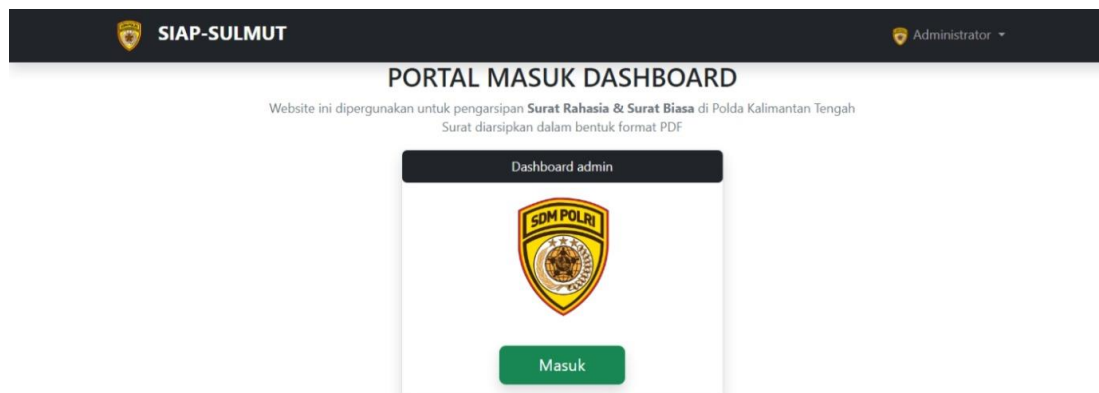 SIAP-SULMUT
Administrator
PORTAL MASUK DASHBOARD
Website ini dipergunakan untuk pengarsipan Surat Rahasia & Surat Biasa di Polda Kalimantan Tengah
Surat diarsipkan dalam bentuk format PDF
Dashboard admin
SDM POLRI
Masuk